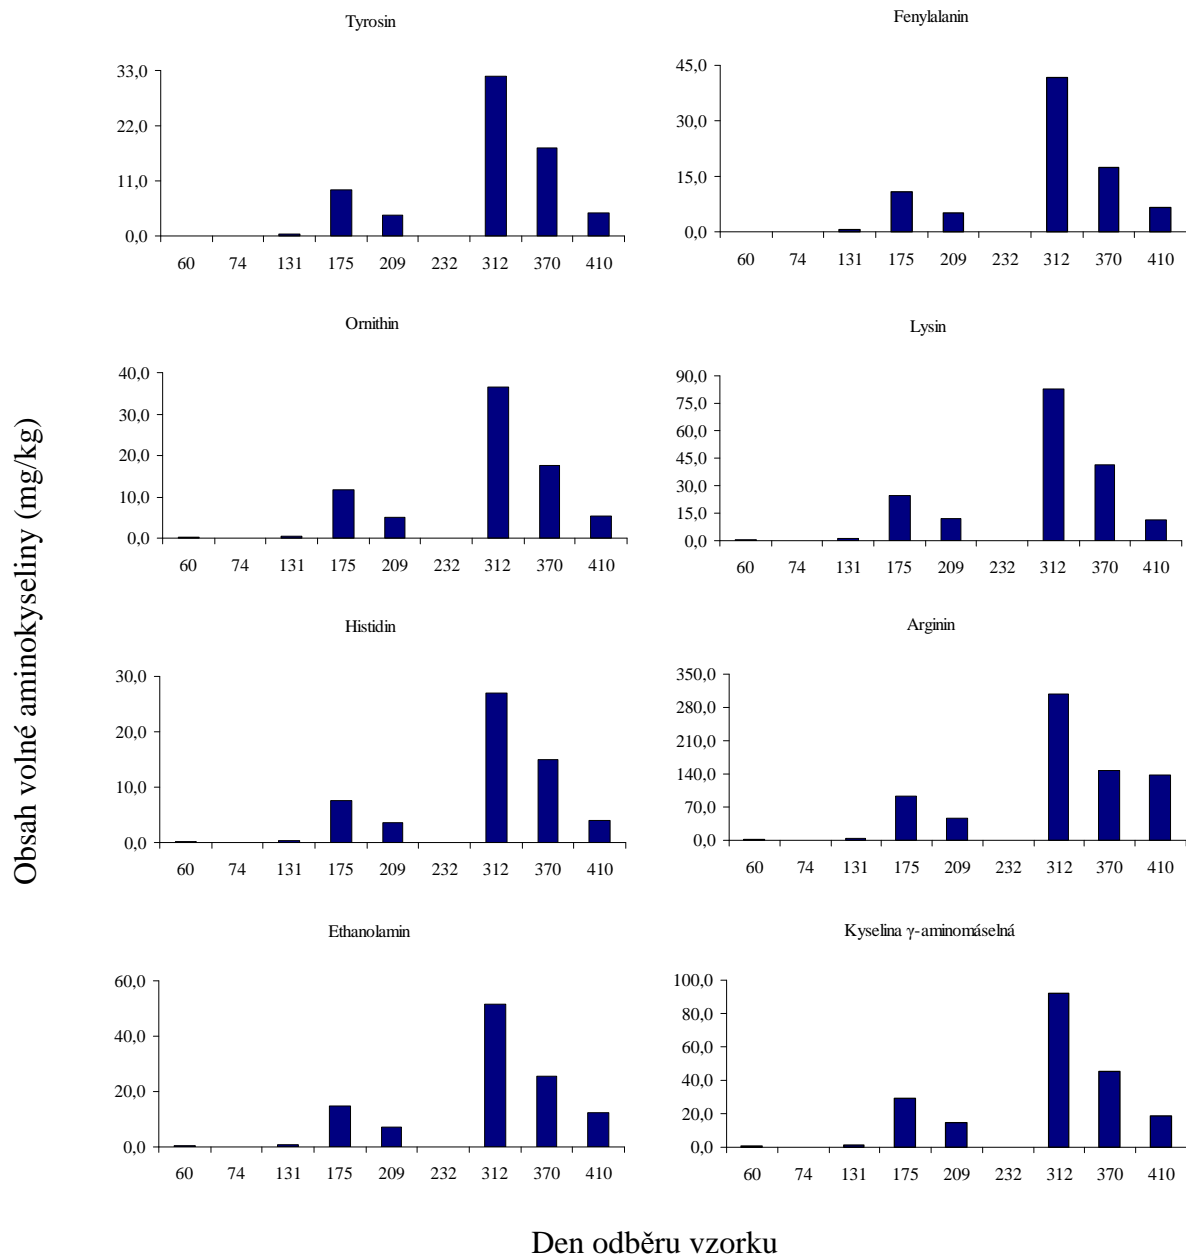 Tyrosin
33,0
22,0
11,0
0,0
60 74 131 175 209 232 312 370 410
Fenylalanin
45,0
30,0
15,0
0,0
60 74 131 175 209 232 312 370 410
Ornithin
40,0
30,0
20,0
10,0
0,0
60 74 131 175 209 232 312 370 410
Lysin
90,0
75,0
60,0
45,0
30,0
15,0
0,0
60 74 131 175 209 232 312 370 410
Obsah volné aminokyseliny (mg/kg)
Histidin
30,0
20,0
10,0
0,0
60 74 131 175 209 232 312 370 410
Arginin
350,0
280,0
210,0
140,0
70,0
0,0
60 74 131 175 209 232 312 370 410
Ethanolamin
60,0
40,0
20,0
0,0
60 74 131 175 209 232 312 370 410
Kyselina γ-aminomáselná
100,0
80,0
60,0
40,0
20,0
0,0
60 74 131 175 209 232 312 370 410
Den odběru vzorku